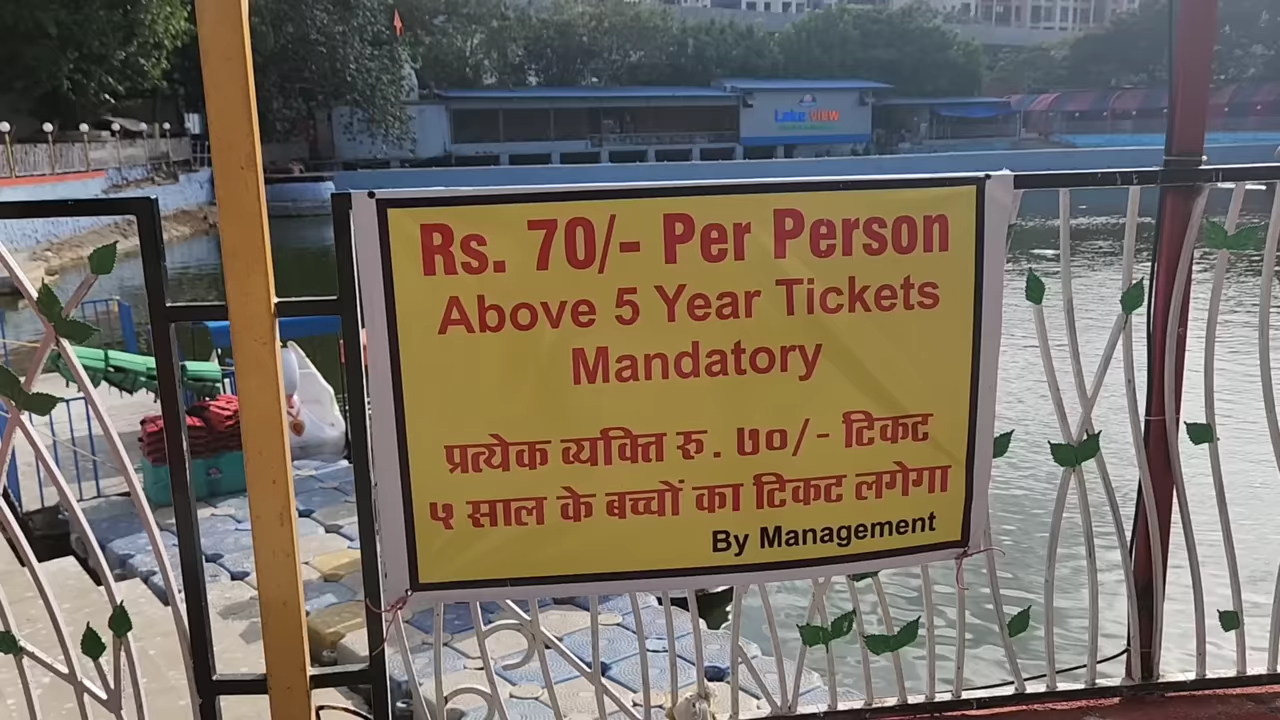 Lake VIEW
Rs. 70/- Per Person
Above 5 Year Tickets
Mandatory
प्रत्येक व्यक्ति रू. ७०/- टिकट
५ साल के बच्चों का टिकट लगेगा
By Management